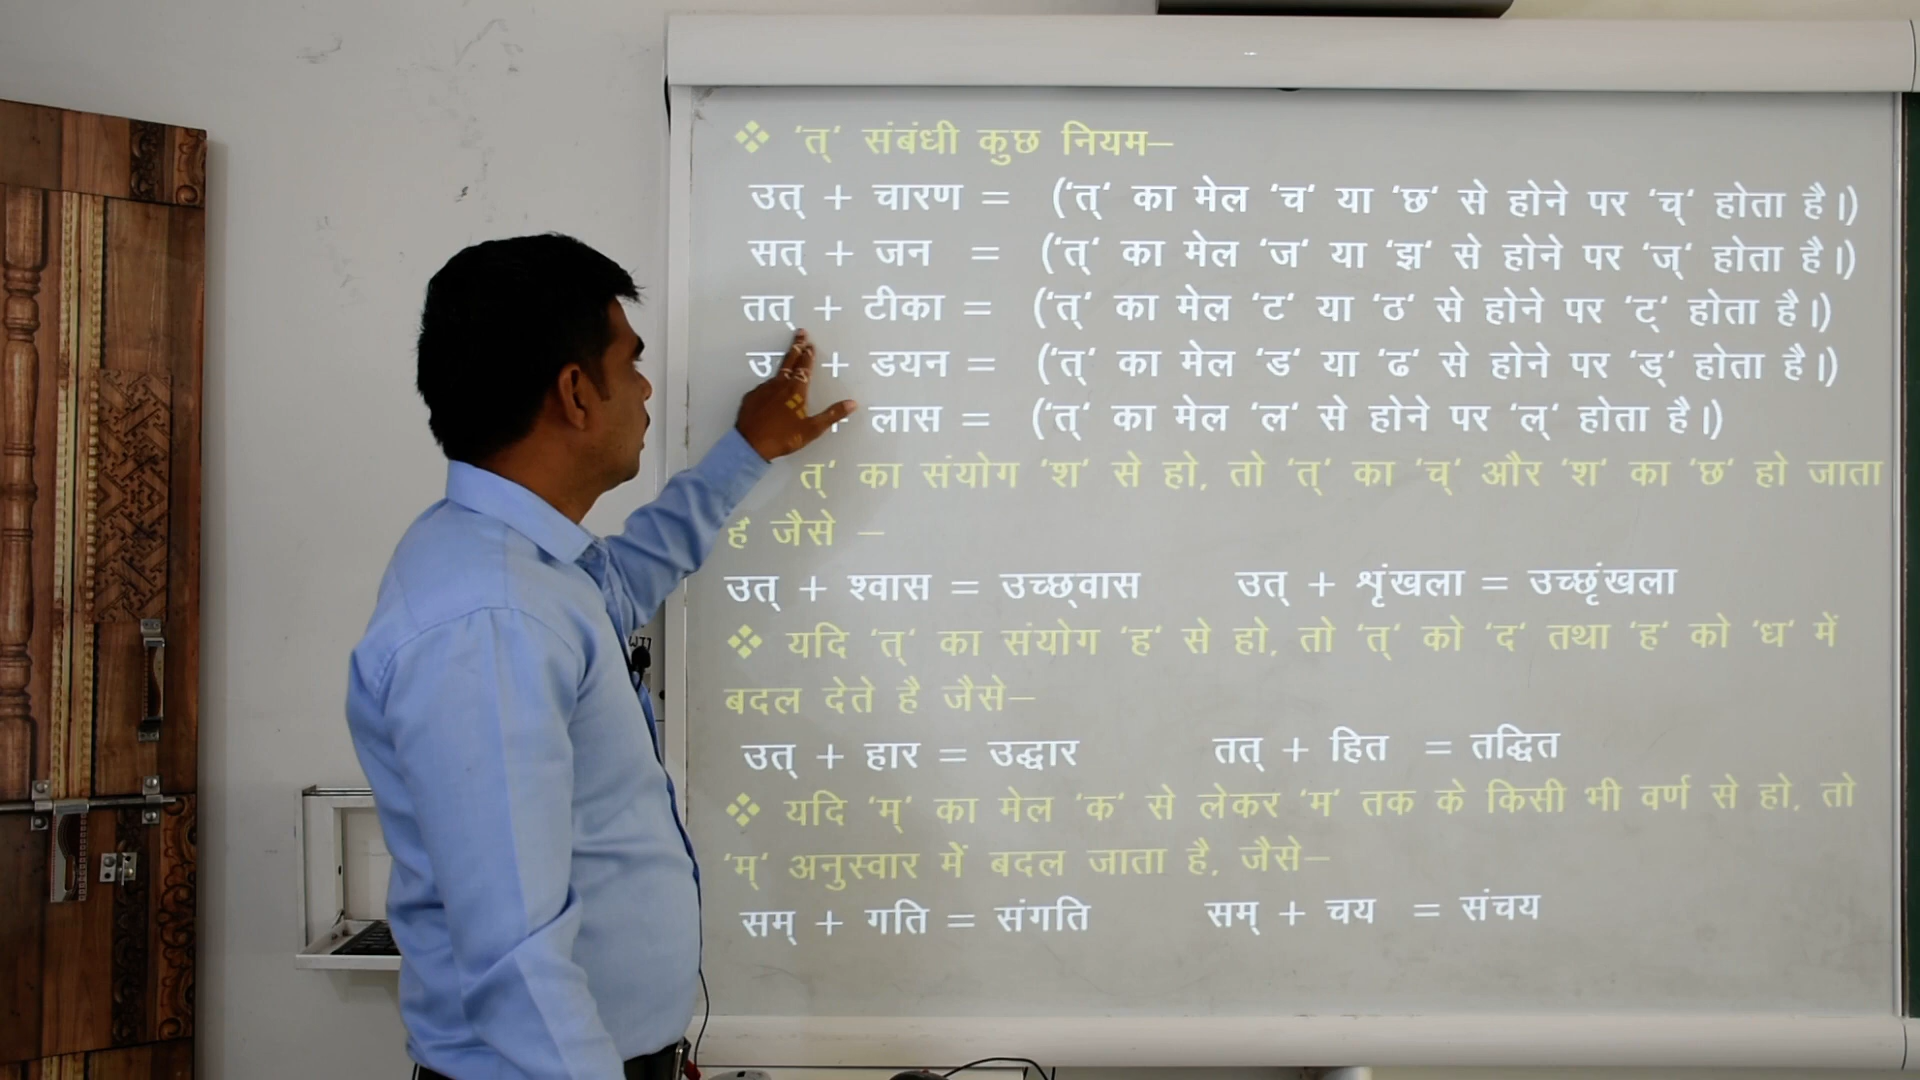 ❖ ‘त्‘ संबंधी कुछ नियम–
उत् + चारण = (‘त्‘ का मेल ‘च‘ या ‘छ‘ से होने पर ‘च्‘ होता है।)
सत् + जन = (‘त्‘ का मेल ‘ज‘ या ‘झ‘ से होने पर ‘ज्‘ होता है।)
तत् + टीका = (‘त्‘ का मेल ‘ट‘ या ‘ठ‘ से होने पर ‘ट्‘ होता है।)
+ डयन = (‘त्‘ का मेल ‘ड‘ या ‘ढ‘ से होने पर ‘ड्‘ होता है।)
+ लास = (‘त्‘ का मेल ‘ल‘ से होने पर ‘ल्‘ होता है।)
त्‘ का संयोग ‘श‘ से हो, तो ‘त्‘ का ‘च्‘ और ‘श‘ का ‘छ‘ हो जाता
है जैसे –
उत् + श्वास = उच्छ्वास उत् + शृंखला = उच्छृंखला
❖ यदि ‘त्‘ का संयोग ‘ह‘ से हो, तो ‘त्‘ को ‘द‘ तथा ‘ह‘ को ‘ध‘ में
बदल देते है जैसे–
उत् + हार = उद्धार तत् + हित = तद्धित
❖ यदि ‘म्‘ का मेल ‘क‘ से लेकर ‘म‘ तक के किसी भी वर्ण से हो, तो
‘म्‘ अनुस्वार में बदल जाता है, जैसे–
सम् + गति = संगति सम् + चय = संचय